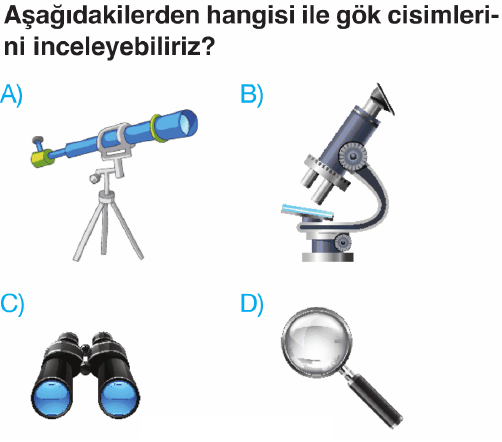 Aşağıdakilerden hangisi ile gök cisimleri-
ni inceleyebiliriz?
A)
B)
C)
D)